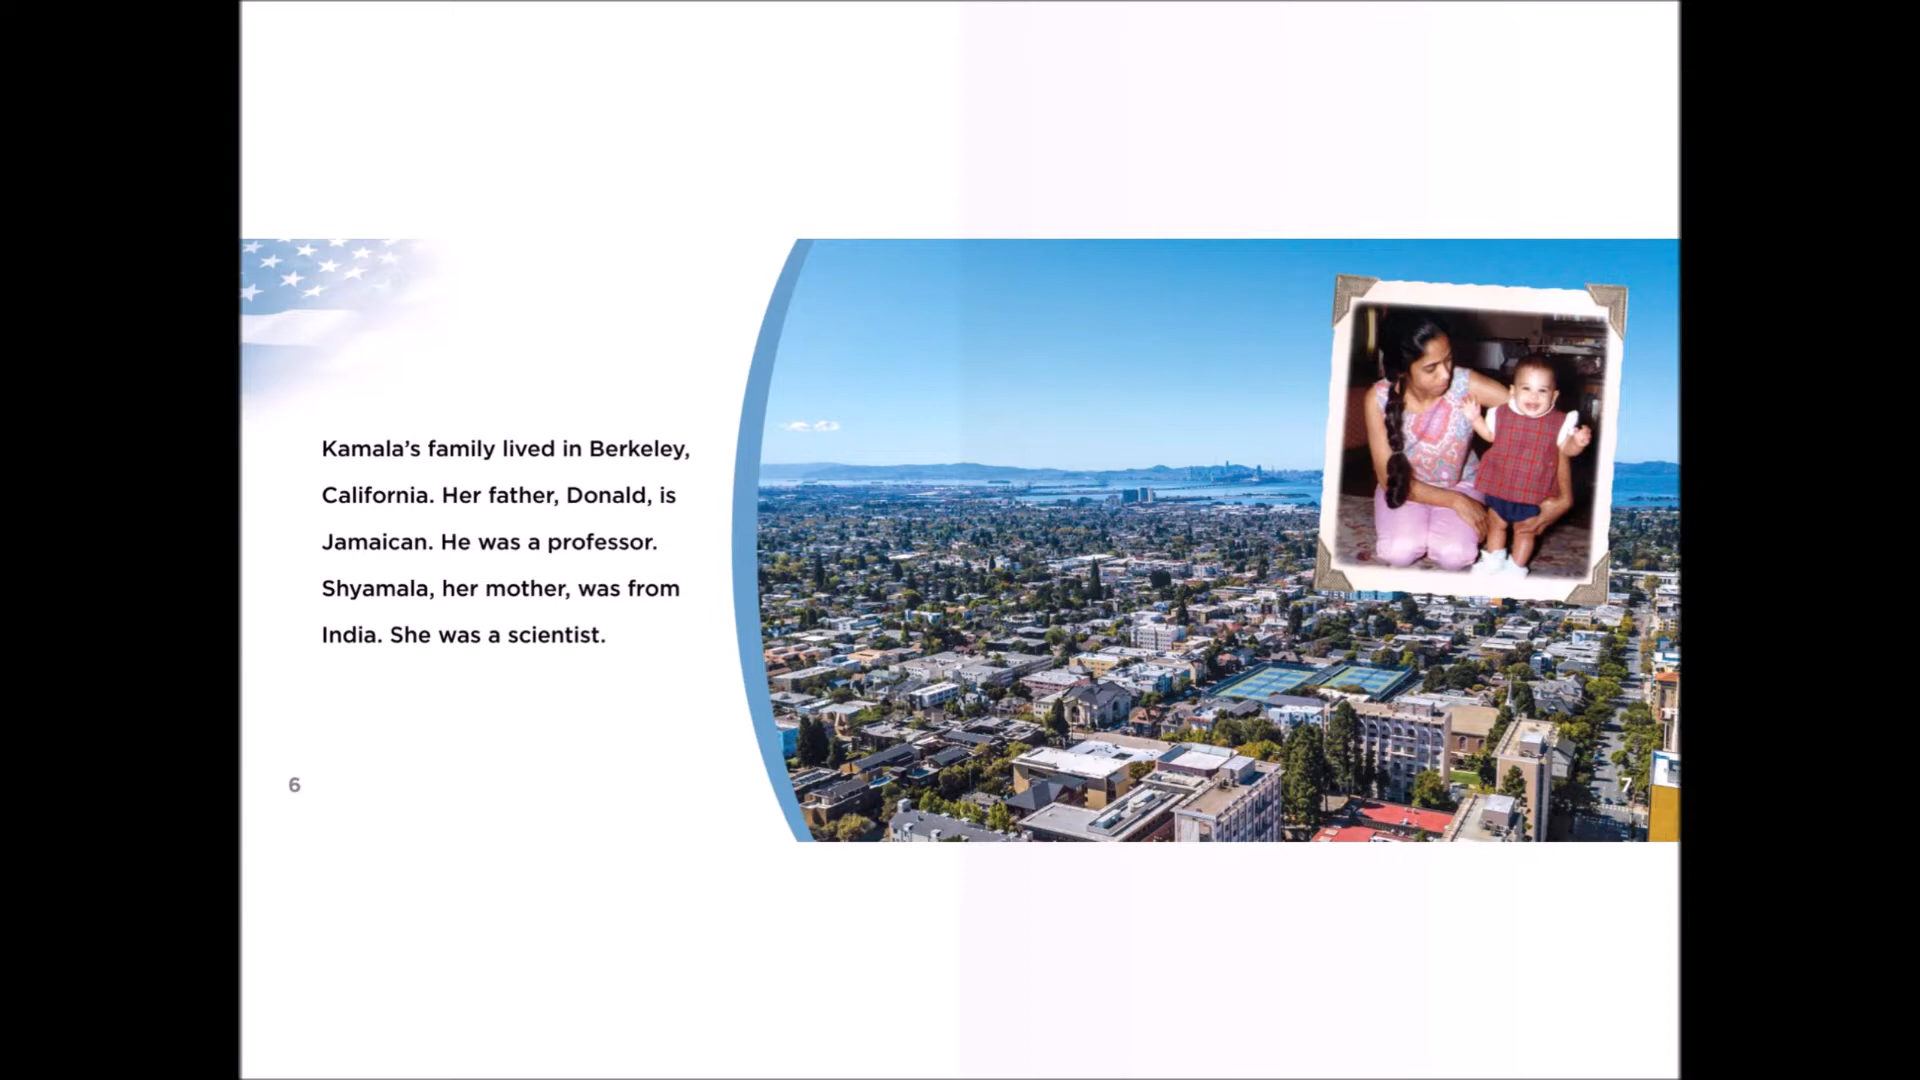 Kamala’s family lived in Berkeley,
California. Her father, Donald, is
Jamaican. He was a professor.
Shyamala, her mother, was from
India. She was a scientist.
6
7